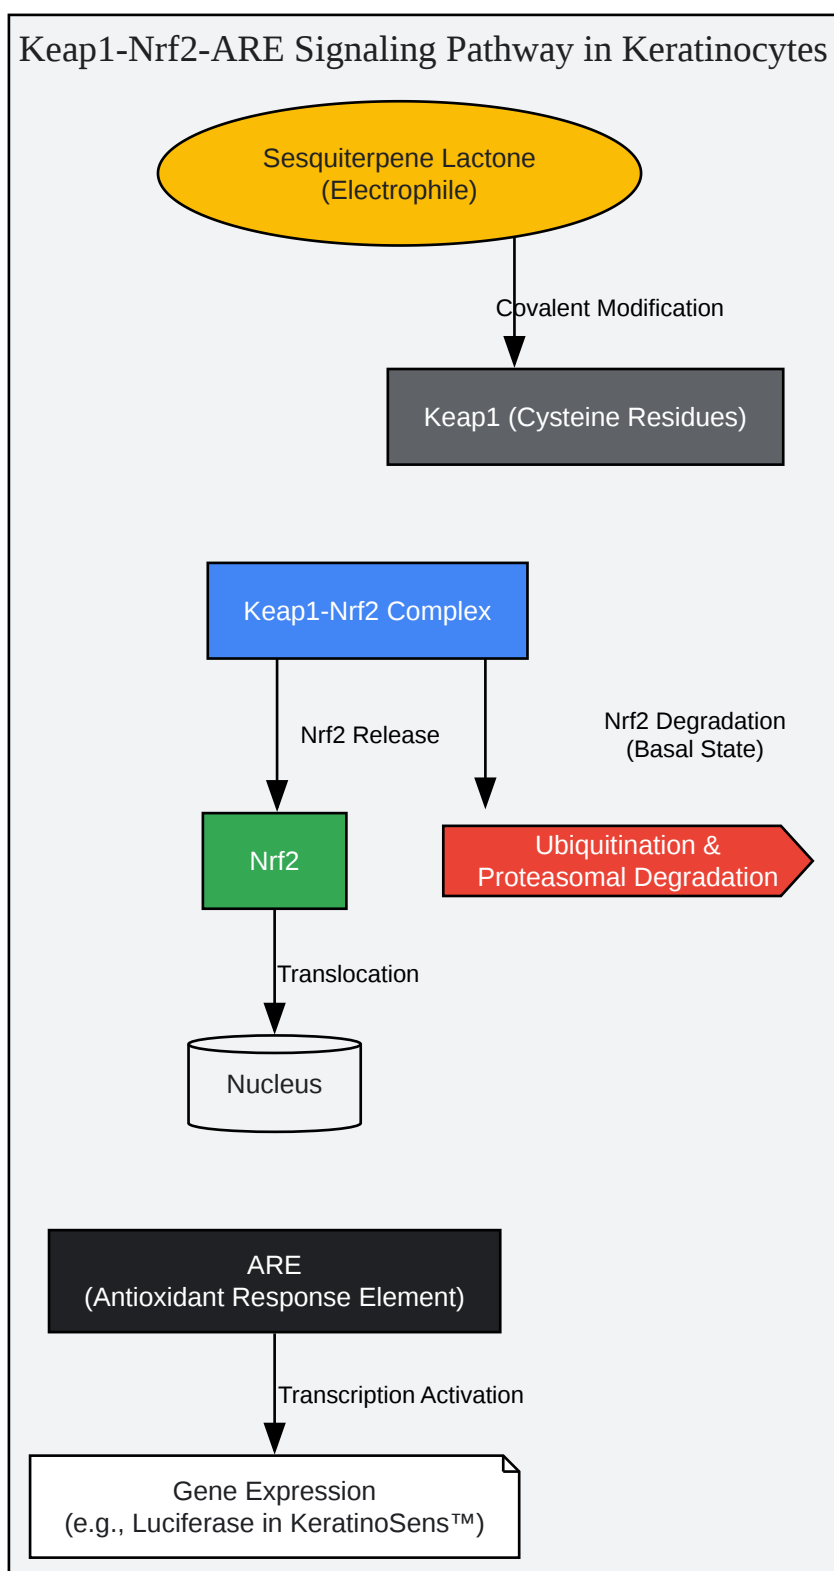 Keap1-Nrf2-ARE Signaling Pathway in Keratinocytes
Sesquiterpene Lactone
(Electrophile)
Covalent Modification
Keap1 (Cysteine Residues)
Keap1-Nrf2 Complex
Nrf2 Release
Nrf2 Degradation
(Basal State)
Nrf2
Ubiquitination &
Proteasomal Degradation
Translocation
Nucleus
ARE
(Antioxidant Response Element)
Transcription Activation
Gene Expression
(e.g., Luciferase in KeratinoSens™)